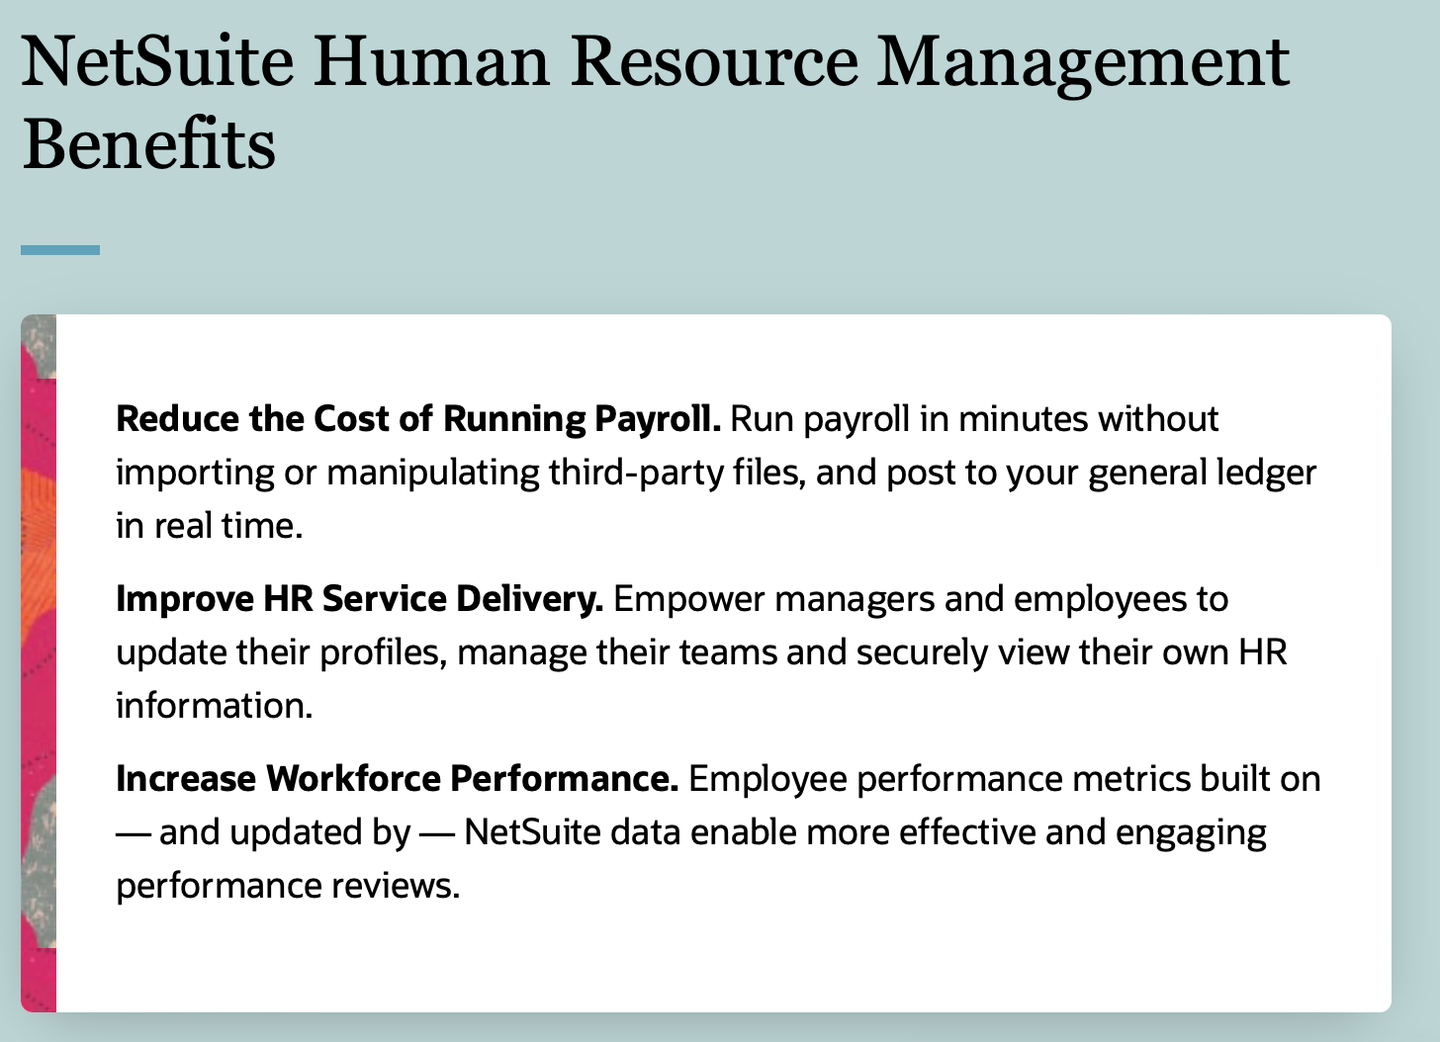 NetSuite Human Resource Management
Benefits
Reduce the Cost of Running Payroll. Run payroll in minutes without
importing or manipulating third-party files, and post to your general ledger
in real time.
Improve HR Service Delivery. Empower managers and employees to
update their profiles, manage their teams and securely view their own HR
information.
Increase Workforce Performance. Employee performance metrics built on
— and updated by — NetSuite data enable more effective and engaging
performance reviews.